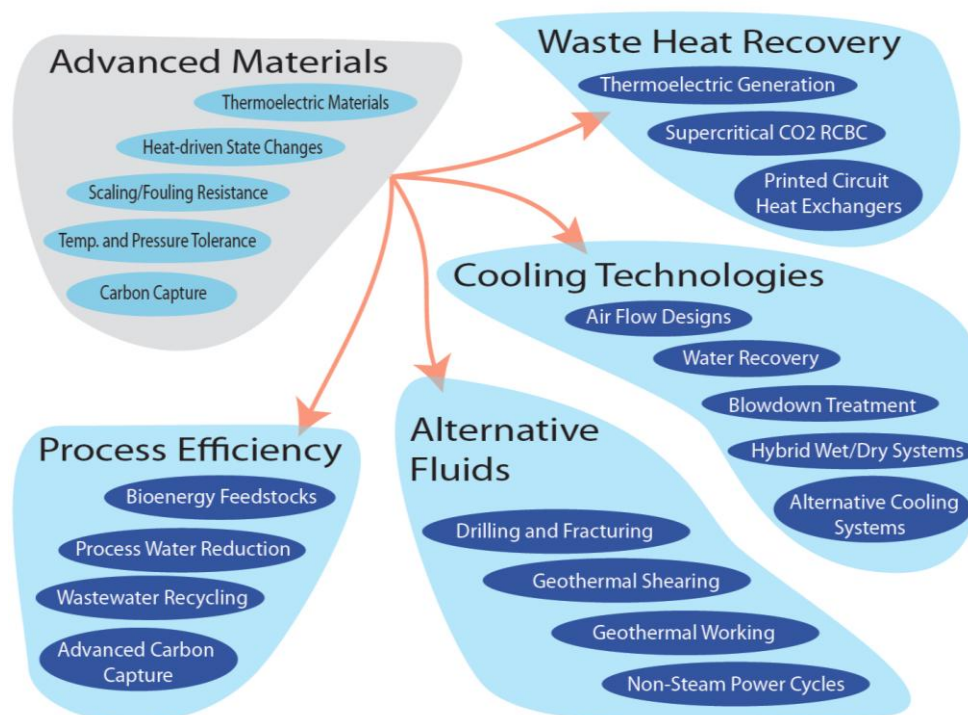 Advanced Materials
Thermoelectric Materials
Heat-driven State Changes
Scaling/Fouling Resistance
Temp. and Pressure Tolerance
Carbon Capture
Waste Heat Recovery
Thermoelectric Generation
Supercritical CO2 RCBC
Printed Circuit
Heat Exchangers
Cooling Technologies
Air Flow Designs
Water Recovery
Blowdown Treatment
Hybrid Wet/Dry Systems
Alternative Cooling
Systems
Process Efficiency
Bioenergy Feedstocks
Process Water Reduction
Wastewater Recycling
Advanced Carbon
Capture
Alternative
Fluids
Drilling and Fracturing
Geothermal Shearing
Geothermal Working
Non-Steam Power Cycles